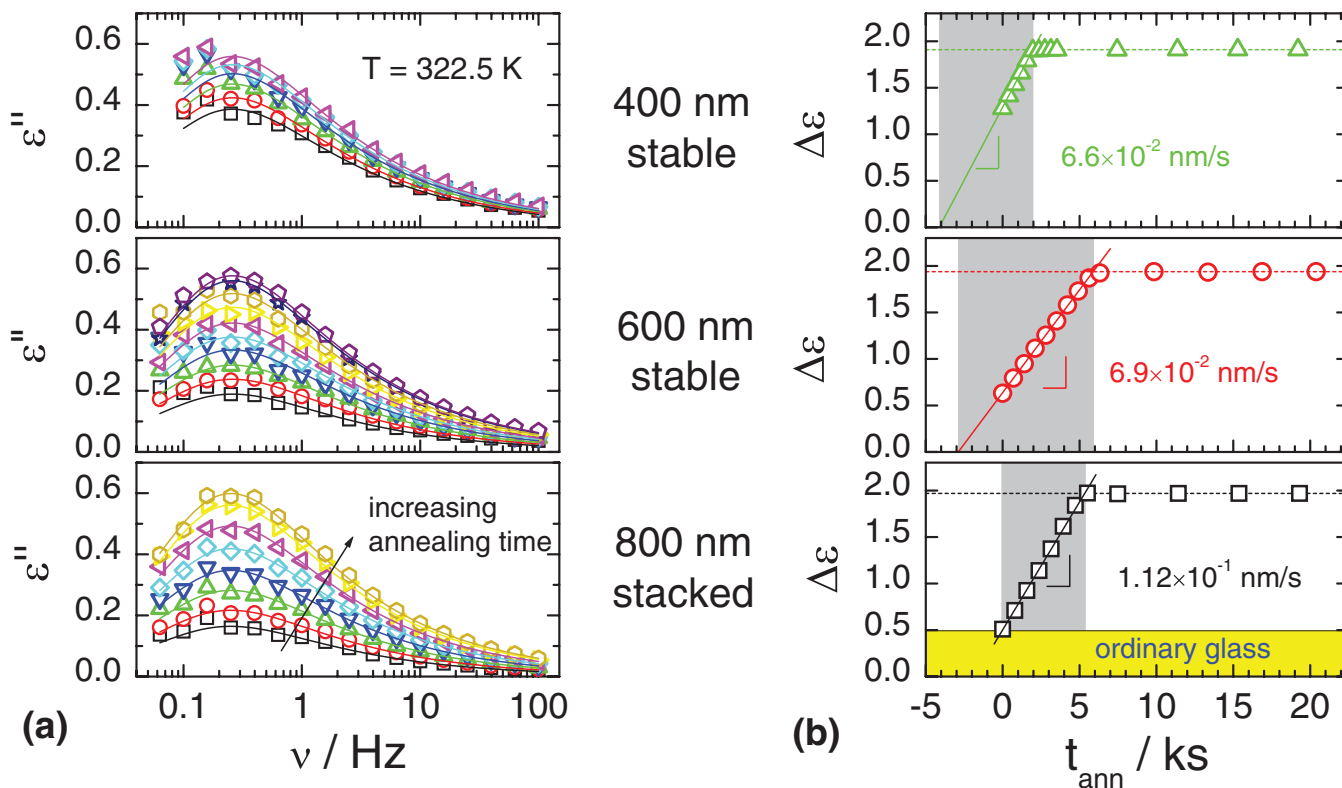 0.6
0.4
0.2
0.0
ε"
T = 322.5 K
400 nm
stable
2.0
1.5
1.0
0.5
0.0
Δε
6.6×10⁻² nm/s
0.6
0.4
0.2
0.0
ε"
600 nm
stable
2.0
1.5
1.0
0.5
0.0
Δε
6.9×10⁻² nm/s
0.6
0.4
0.2
0.0
ε"
increasing
annealing time
800 nm
stacked
2.0
1.5
1.0
0.5
0.0
Δε
1.12×10⁻¹ nm/s
ordinary glass
0.1 1 10 100
-5 0 5 10 15 20
(a)
ν / Hz
(b)
t_ann / ks